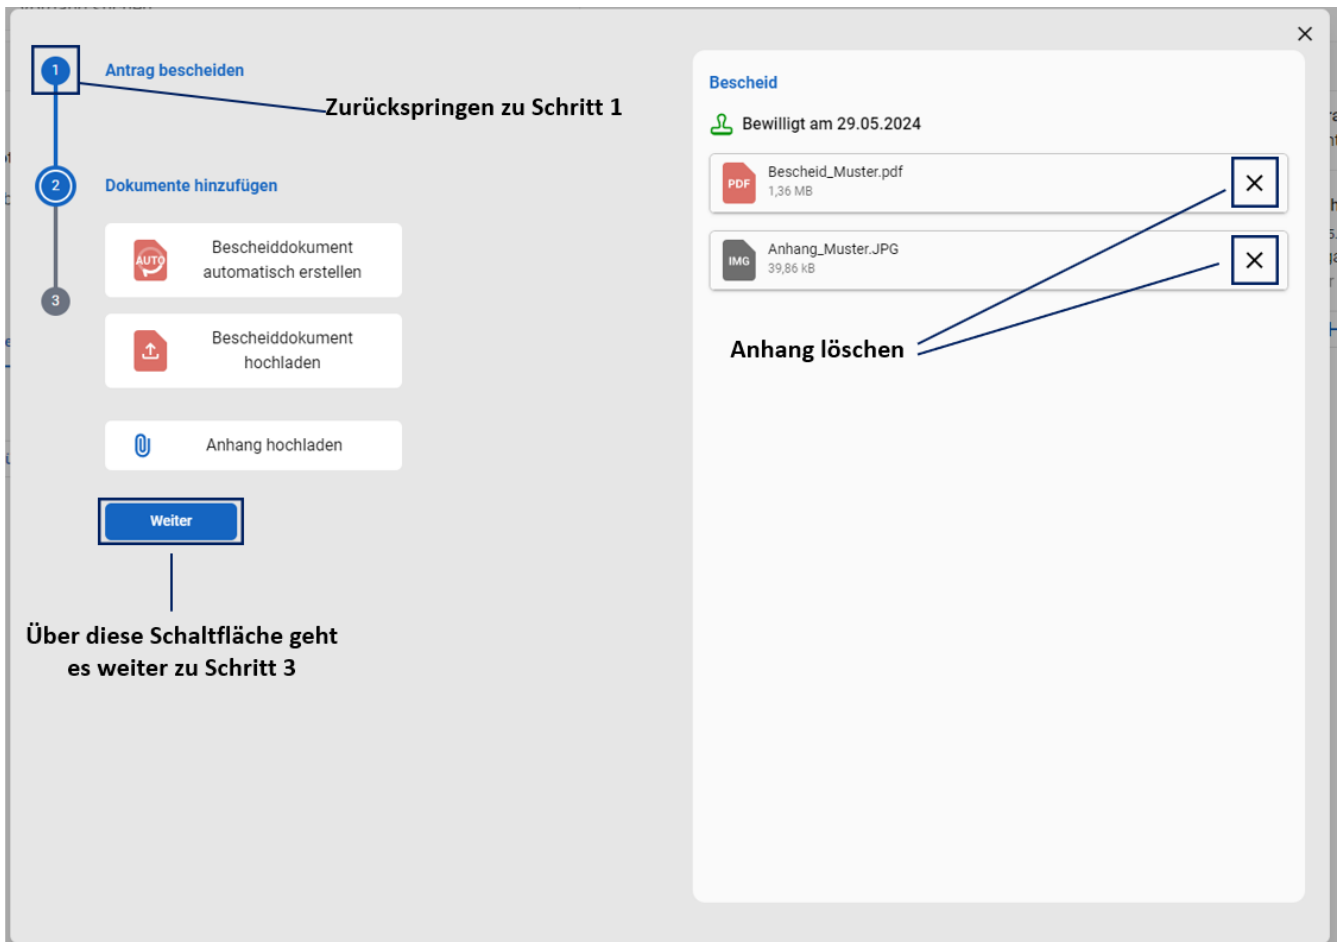 1
Antrag bescheiden
Zurückspringen zu Schritt 1
2
Dokumente hinzufügen
AUTO
Bescheiddokument
automatisch erstellen
3
Bescheiddokument
hochladen
Anhang hochladen
Weiter
Über diese Schaltfläche geht
es weiter zu Schritt 3
Bescheid
Bewilligt am 29.05.2024
PDF
Bescheid_Muster.pdf
1,36 MB
IMG
Anhang_Muster.JPG
39,86 kB
Anhang löschen